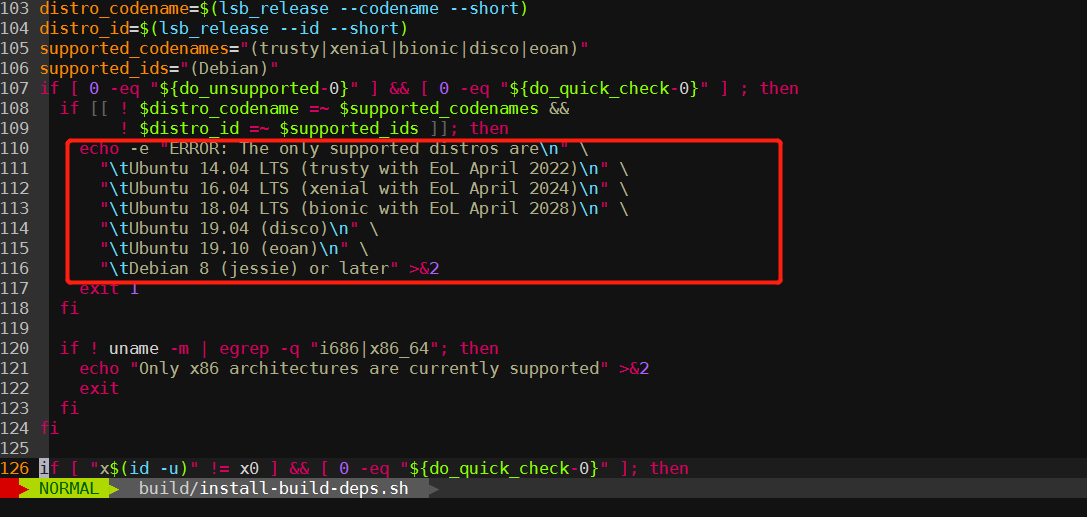 103 distro_codename=$(lsb_release --codename --short)
104 distro_id=$(lsb_release --id --short)
105 supported_codenames="(trusty|xenial|bionic|disco|eoan)"
106 supported_ids="(Debian)"
107 if [ 0 -eq "${do_unsupported-0}" ] && [ 0 -eq "${do_quick_check-0}" ] ; then
108   if [[ ! $distro_codename =~ $supported_codenames &&
109         ! $distro_id =~ $supported_ids ]]; then
110     echo -e "ERROR: The only supported distros are\n" \
111       "\tUbuntu 14.04 LTS (trusty with EoL April 2022)\n" \
112       "\tUbuntu 16.04 LTS (xenial with EoL April 2024)\n" \
113       "\tUbuntu 18.04 LTS (bionic with EoL April 2028)\n" \
114       "\tUbuntu 19.04 (disco)\n" \
115       "\tUbuntu 19.10 (eoan)\n" \
116       "\tDebian 8 (jessie) or later" >&2
117     exit 1
118   fi
119
120   if ! uname -m | egrep -q "i686|x86_64"; then
121     echo "Only x86 architectures are currently supported" >&2
122     exit
123   fi
124 fi
125
126 if [ "x$(id -u)" != x0 ] && [ 0 -eq "${do_quick_check-0}" ]; then
NORMAL build/install-build-deps.sh